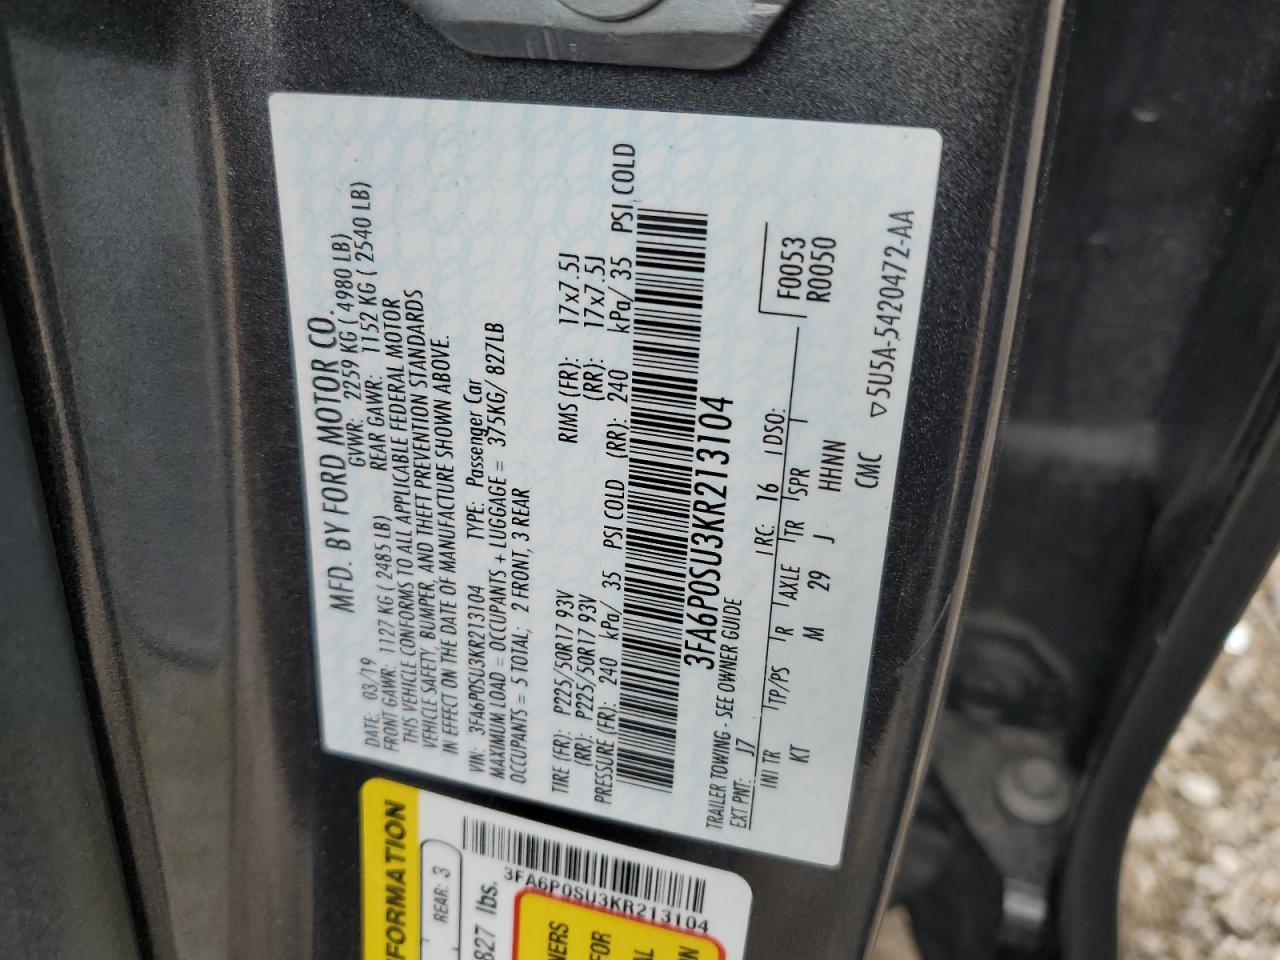 MFD. BY FORD MOTOR CO.
DATE: 03/19 GVWR: 2259 KG ( 4980 LB)
FRONT GAWR: 1127 KG ( 2485 LB) REAR GAWR: 1152 KG ( 2540 LB)
THIS VEHICLE CONFORMS TO ALL APPLICABLE FEDERAL MOTOR
VEHICLE SAFETY, BUMPER, AND THEFT PREVENTION STANDARDS
IN EFFECT ON THE DATE OF MANUFACTURE SHOWN ABOVE.
VIN: 3FA6P0SU3KR213104 TYPE: Passenger Car
MAXIMUM LOAD = OCCUPANTS + LUGGAGE = 375KG/ 827LB
OCCUPANTS = 5 TOTAL, 2 FRONT, 3 REAR
TIRE (FR): P225/50R17 93V RIMS (FR): 17x7.5J
(RR): P225/50R17 93V (RR): 17x7.5J
PRESSURE (FR): 240 kPa/ 35 PSI COLD (RR): 240 kPa/ 35 PSI COLD
3FA6P0SU3KR213104
TRAILER TOWING - SEE OWNER GUIDE
EXT PNT: J7 RC: 16 DSO: F0053
R0050
INT TR TP/PS R AXLE TR SPR
KT M 29 J HHNN
CMC ▽5U5A-5420472-AA
FORMATION
REAR: 3
827 lbs.
3FA6P0SU3KR213104